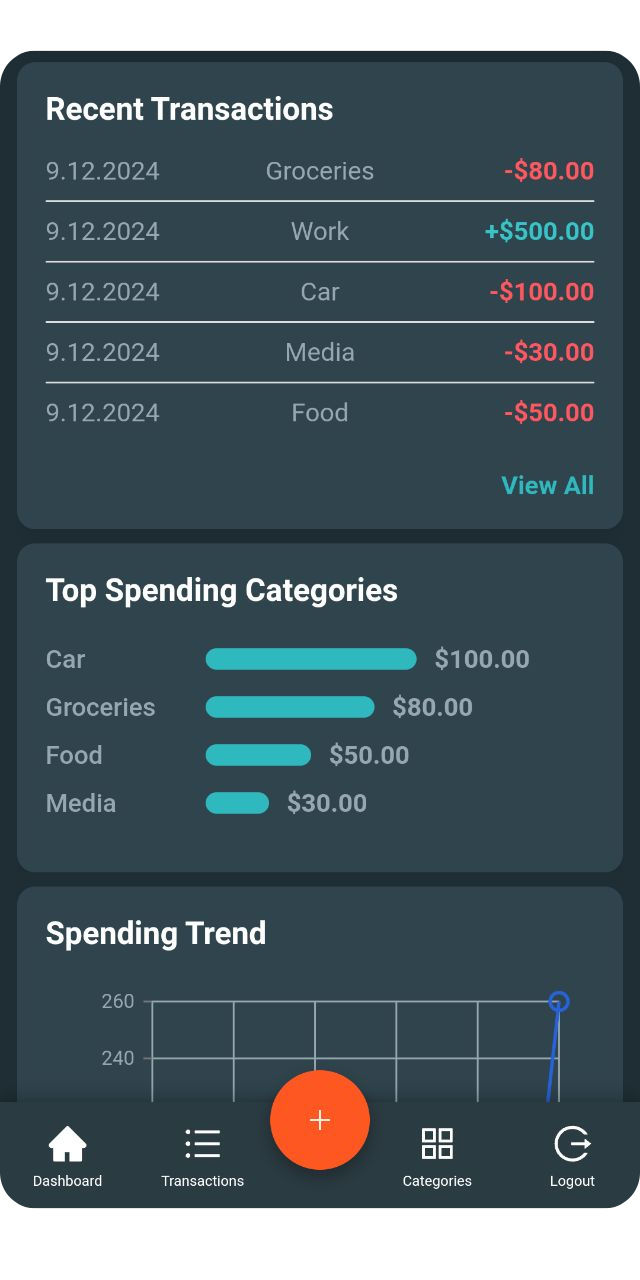 Recent Transactions
9.12.2024 Groceries -$80.00
9.12.2024 Work +$500.00
9.12.2024 Car -$100.00
9.12.2024 Media -$30.00
9.12.2024 Food -$50.00
View All
Top Spending Categories
Car $100.00
Groceries $80.00
Food $50.00
Media $30.00
Spending Trend
260
240
+
Dashboard Transactions Categories Logout